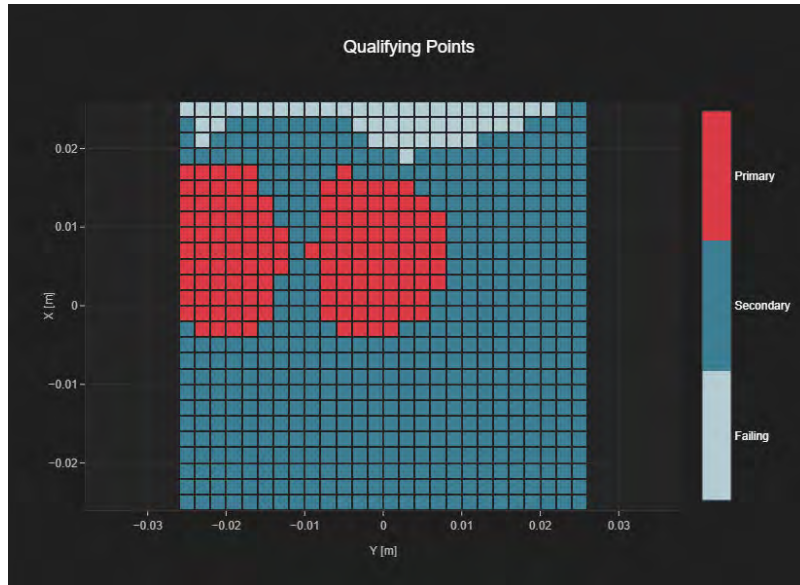 Qualifying Points
Primary
Secondary
Failing
X [m]
0.02
0.01
0
−0.01
−0.02
−0.03
−0.02
−0.01
0
0.01
0.02
0.03
Y [m]